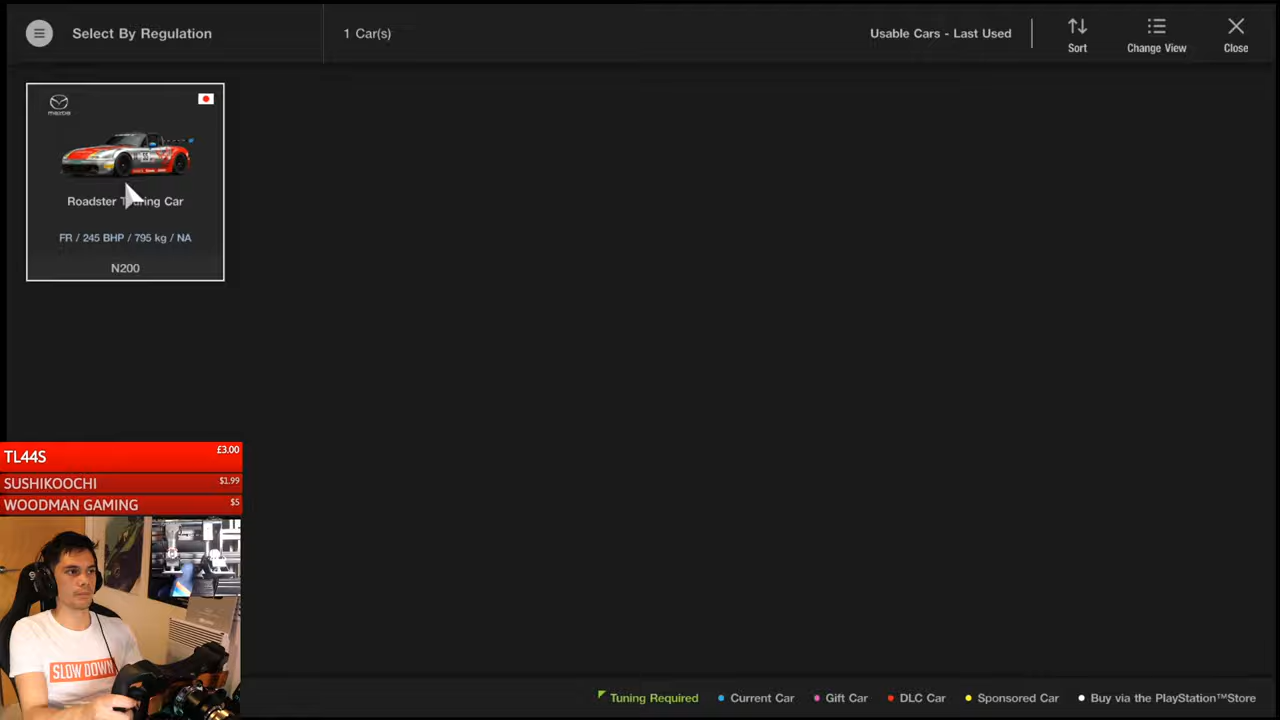 Select By Regulation
1 Car(s)
Usable Cars - Last Used
Sort
Change View
Close
mazda
Roadster T ring Car
FR / 245 BHP / 795 kg / NA
N200
TL44S £3.00
SUSHIKOOCHI $1.99
WOODMAN GAMING $5
SLOW DOWN
Tuning Required
Current Car
Gift Car
DLC Car
Sponsored Car
Buy via the PlayStation™Store